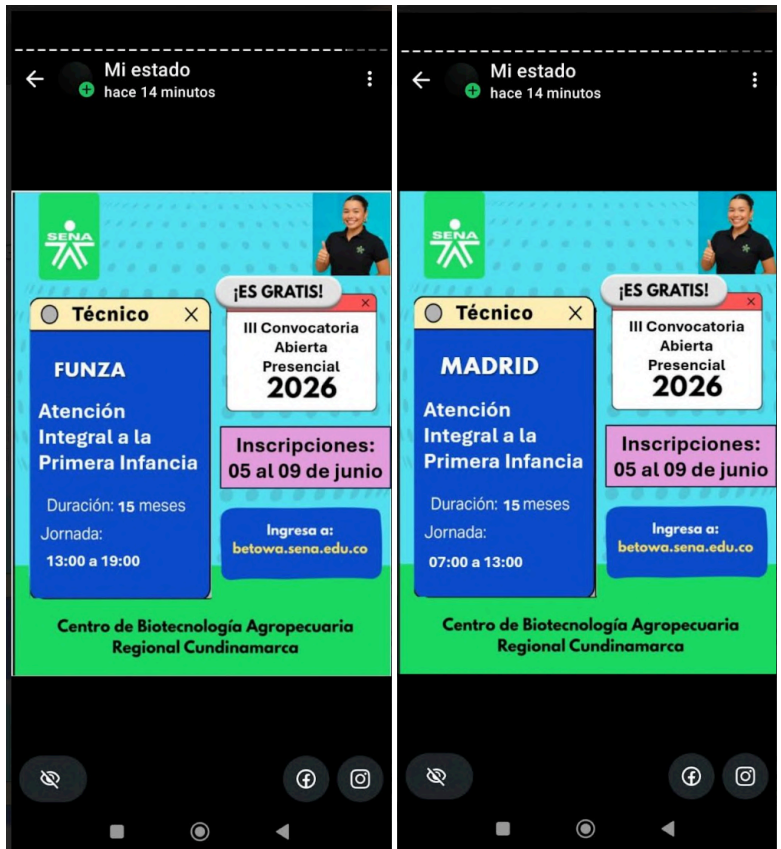 Mi estado
hace 14 minutos
SENA
¡ES GRATIS!
Técnico
III Convocatoria
Abierta
Presencial
2026
FUNZA
Atención
Integral a la
Primera Infancia
Inscripciones:
05 al 09 de junio
Duración: 15 meses
Jornada:
13:00 a 19:00
Ingresa a:
betowa.sena.edu.co
Centro de Biotecnología Agropecuaria
Regional Cundinamarca
Mi estado
hace 14 minutos
SENA
¡ES GRATIS!
Técnico
III Convocatoria
Abierta
Presencial
2026
MADRID
Atención
Integral a la
Primera Infancia
Inscripciones:
05 al 09 de junio
Duración: 15 meses
Jornada:
07:00 a 13:00
Ingresa a:
betowa.sena.edu.co
Centro de Biotecnología Agropecuaria
Regional Cundinamarca